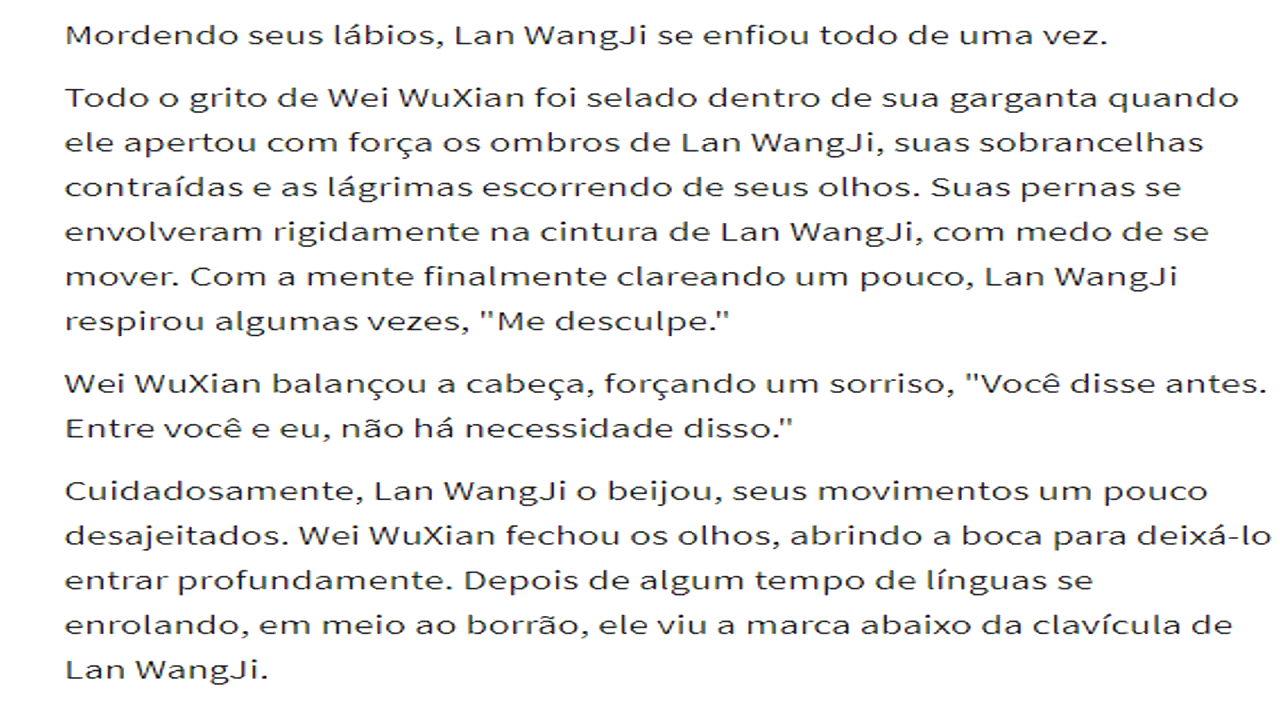 Mordendo seus lábios, Lan WangJi se enfiou todo de uma vez.
Todo o grito de Wei WuXian foi selado dentro de sua garganta quando
ele apertou com força os ombros de Lan WangJi, suas sobrancelhas
contraídas e as lágrimas escorrendo de seus olhos. Suas pernas se
envolveram rigidamente na cintura de Lan WangJi, com medo de se
mover. Com a mente finalmente clareando um pouco, Lan WangJi
respirou algumas vezes, "Me desculpe."
Wei WuXian balançou a cabeça, forçando um sorriso, "Você disse antes.
Entre você e eu, não há necessidade disso."
Cuidadosamente, Lan WangJi o beijou, seus movimentos um pouco
desajeitados. Wei WuXian fechou os olhos, abrindo a boca para deixá-lo
entrar profundamente. Depois de algum tempo de línguas se
enrolando, em meio ao borrão, ele viu a marca abaixo da clavícula de
Lan WangJi.